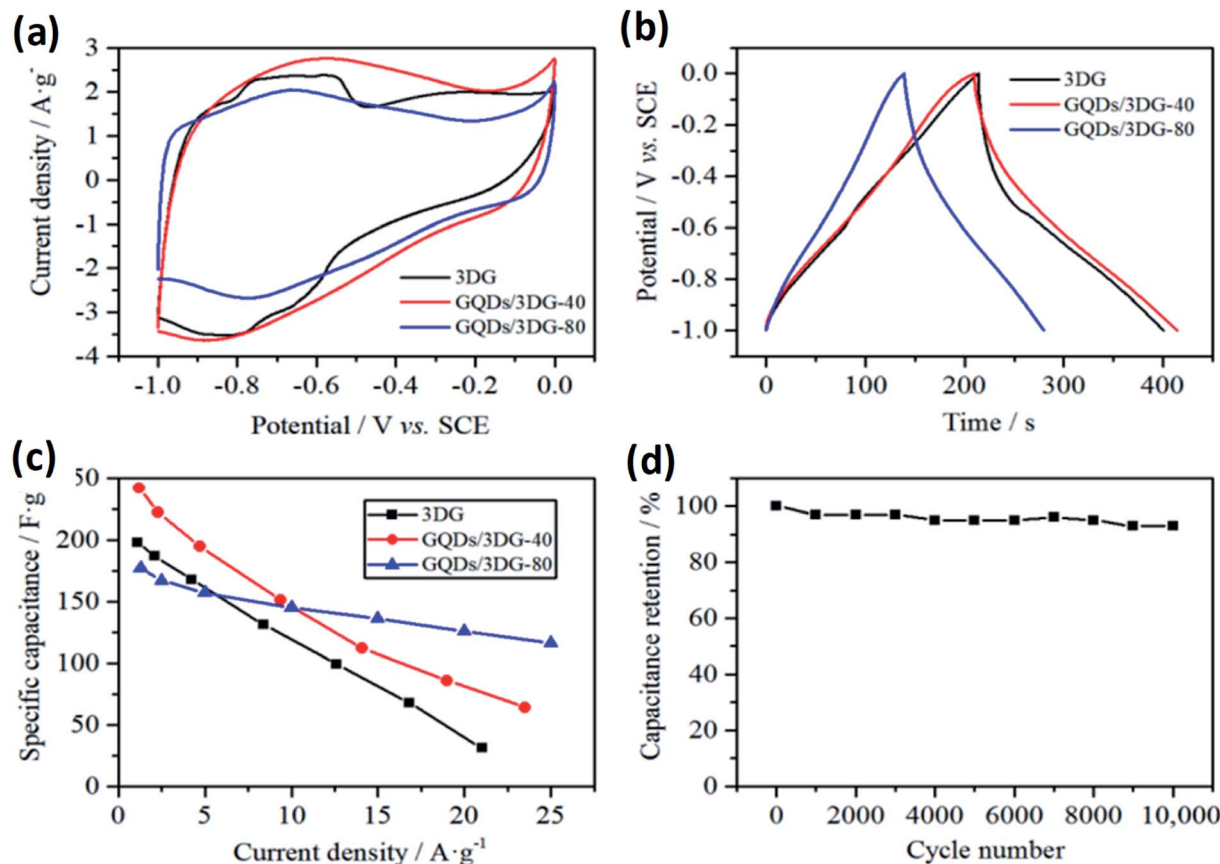 (a)
3
2
1
0
-1
-2
-3
-4
Current density / A·g-
3DG
GQDs/3DG-40
GQDs/3DG-80
-1.0 -0.8 -0.6 -0.4 -0.2 0.0
Potential / V vs. SCE
(b)
0.0
-0.2
-0.4
-0.6
-0.8
-1.0
Potential / V vs. SCE
3DG
GQDs/3DG-40
GQDs/3DG-80
0 100 200 300 400
Time / s
(c)
50
200
150
100
50
0
Specific capacitance / F·g
3DG
GQDs/3DG-40
GQDs/3DG-80
0 5 10 15 20 25
Current density / A·g⁻¹
(d)
100
80
60
40
20
0
Capacitance retention / %
0 2000 4000 6000 8000 10,000
Cycle number